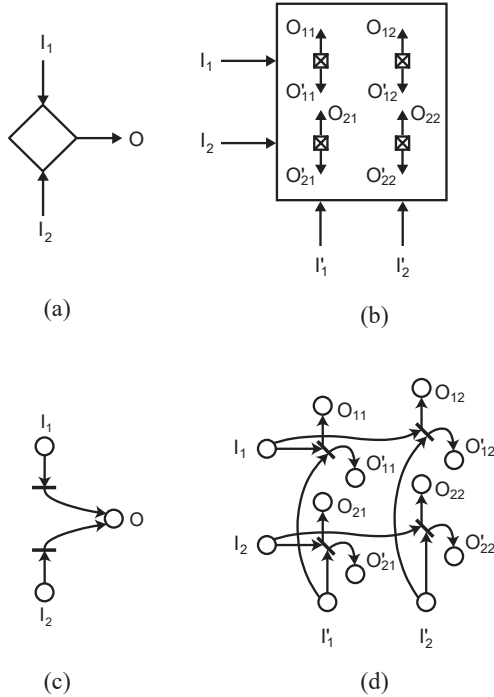 I1
O
I2
(a)
O11 O12
I1
O'11 O'12
O21 O22
I2
O'21 O'22
I'1 I'2
(b)
I1
O
I2
(c)
O12
O11
I1
O'12
O'11
O21 O22
I2
O'21 O'22
I'1 I'2
(d)